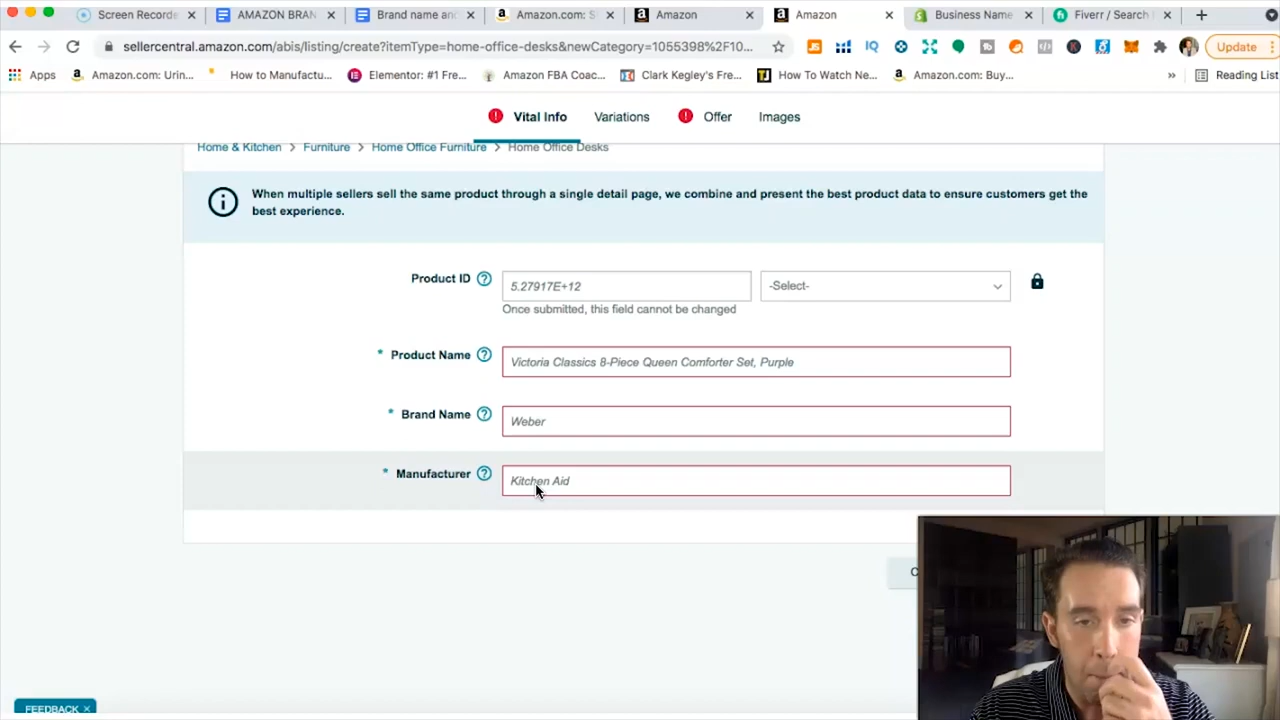 Screen Recorde
AMAZON BRAN
Brand name an
Amazon.com: S
Amazon
Amazon
Business Name
Fiverr / Search
sellercentral.amazon.com/abis/listing/create?itemType=home-office-desks&newCategory=1055398%2F10...
Update
Apps
Amazon.com: Urin...
How to Manufactu...
Elementor: #1 Fre...
Amazon FBA Coac...
Clark Kegley's Fre...
How To Watch Ne...
Amazon.com: Buy...
»
Reading List
Vital Info
Variations
Offer
Images
Home & Kitchen > Furniture > Home Office Furniture > Home Office Desks
When multiple sellers sell the same product through a single detail page, we combine and present the best product data to ensure customers get the
best experience.
Product ID
5.27917E+12
-Select-
Once submitted, this field cannot be changed
* Product Name
Victoria Classics 8-Piece Queen Comforter Set, Purple
* Brand Name
Weber
* Manufacturer
Kitchen Aid
FEEDBACK ×